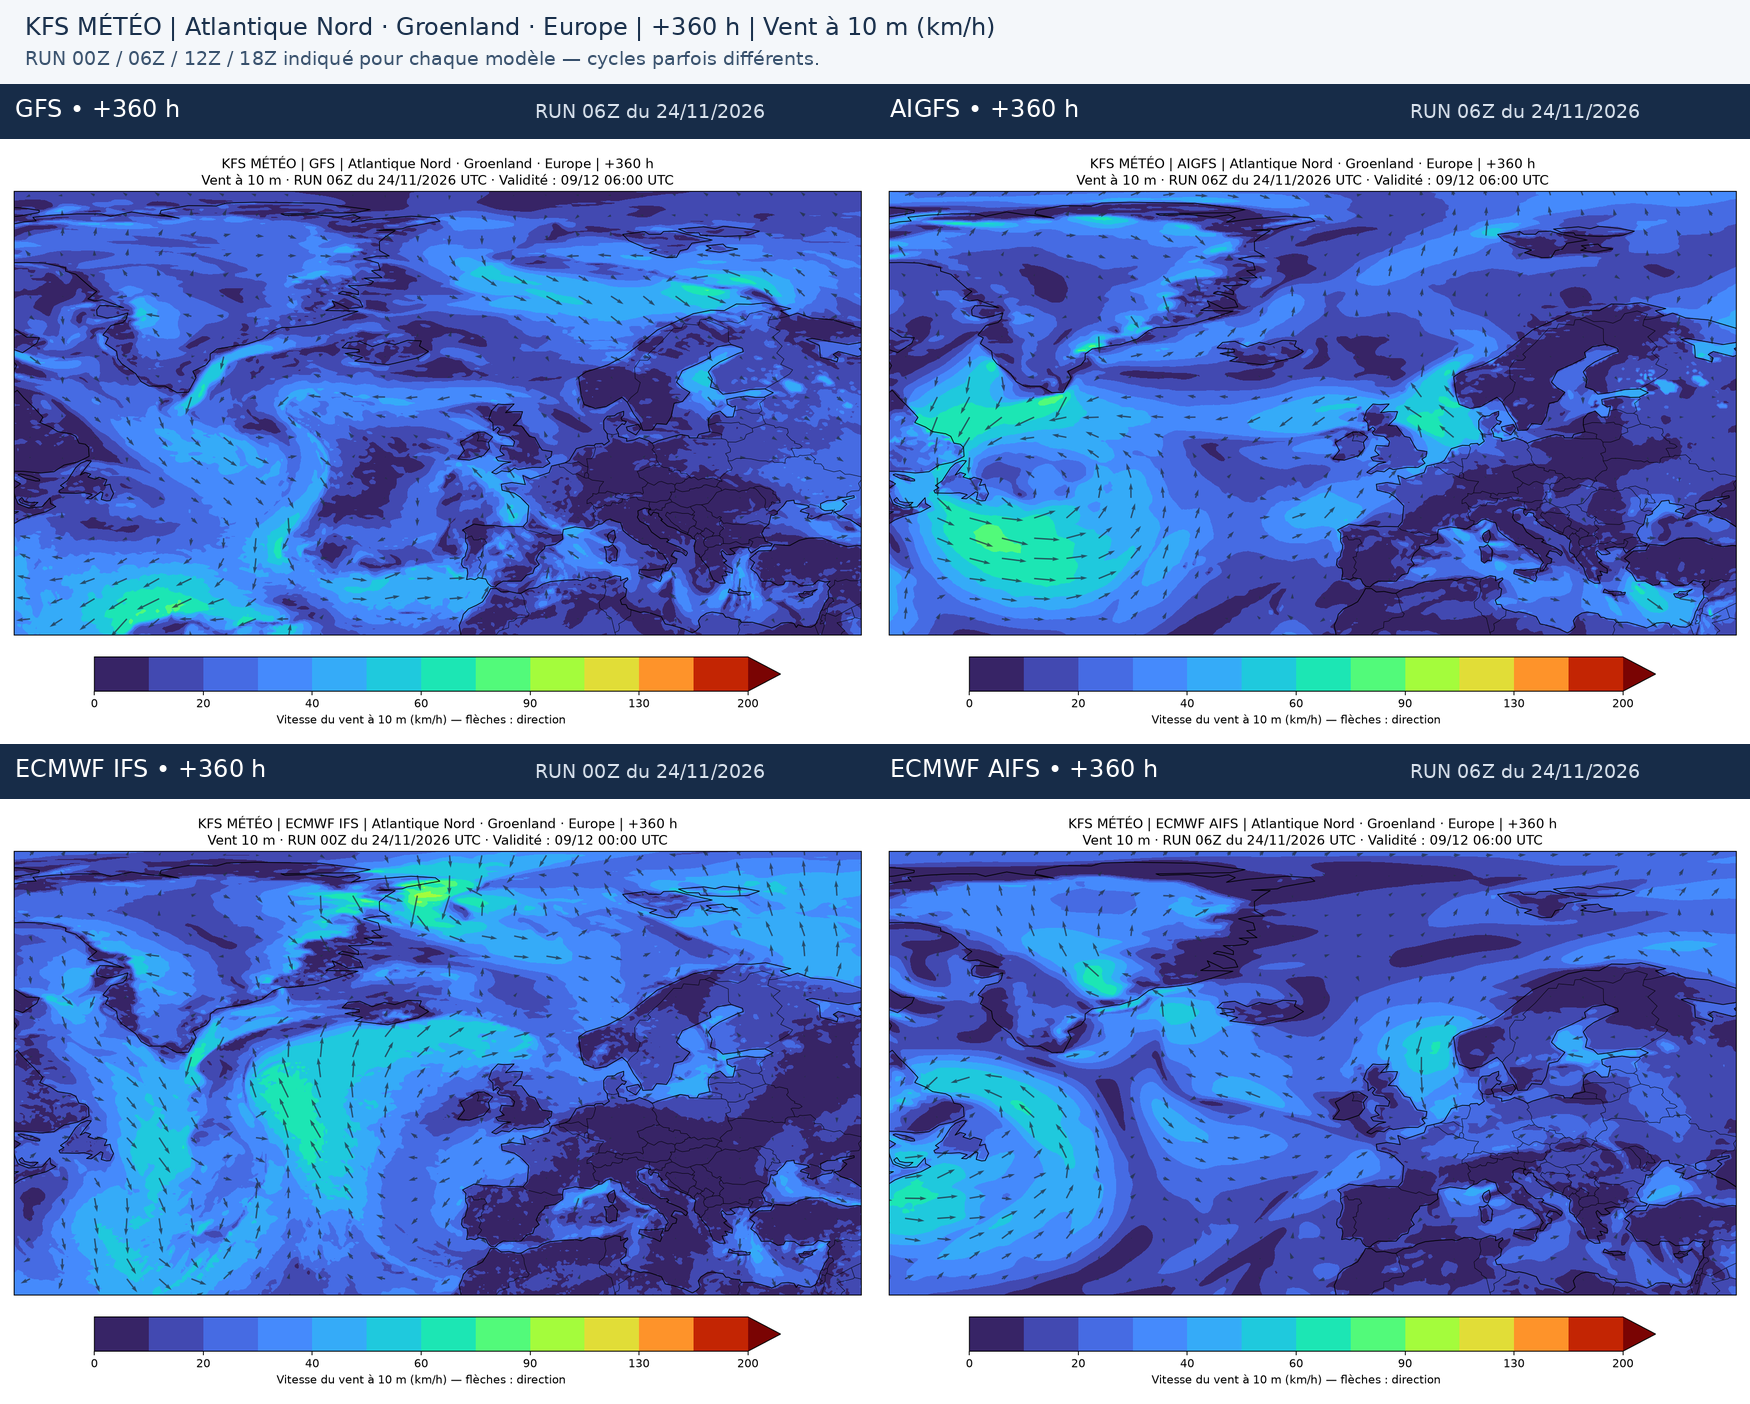 KFS MÉTÉO | Atlantique Nord · Groenland · Europe | +360 h | Vent à 10 m (km/h)
RUN 00Z / 06Z / 12Z / 18Z indiqué pour chaque modèle — cycles parfois différents.
GFS • +360 h
RUN 06Z du 24/11/2026
KFS MÉTÉO | GFS | Atlantique Nord · Groenland · Europe | +360 h
Vent à 10 m · RUN 06Z du 24/11/2026 UTC · Validité : 09/12 06:00 UTC
0 20 40 60 90 130 200
Vitesse du vent à 10 m (km/h) — flèches : direction
AIGFS • +360 h
RUN 06Z du 24/11/2026
KFS MÉTÉO | AIGFS | Atlantique Nord · Groenland · Europe | +360 h
Vent à 10 m · RUN 06Z du 24/11/2026 UTC · Validité : 09/12 06:00 UTC
0 20 40 60 90 130 200
Vitesse du vent à 10 m (km/h) — flèches : direction
ECMWF IFS • +360 h
RUN 00Z du 24/11/2026
KFS MÉTÉO | ECMWF IFS | Atlantique Nord · Groenland · Europe | +360 h
Vent 10 m · RUN 00Z du 24/11/2026 UTC · Validité : 09/12 00:00 UTC
0 20 40 60 90 130 200
Vitesse du vent à 10 m (km/h) — flèches : direction
ECMWF AIFS • +360 h
RUN 06Z du 24/11/2026
KFS MÉTÉO | ECMWF AIFS | Atlantique Nord · Groenland · Europe | +360 h
Vent 10 m · RUN 06Z du 24/11/2026 UTC · Validité : 09/12 06:00 UTC
0 20 40 60 90 130 200
Vitesse du vent à 10 m (km/h) — flèches : direction